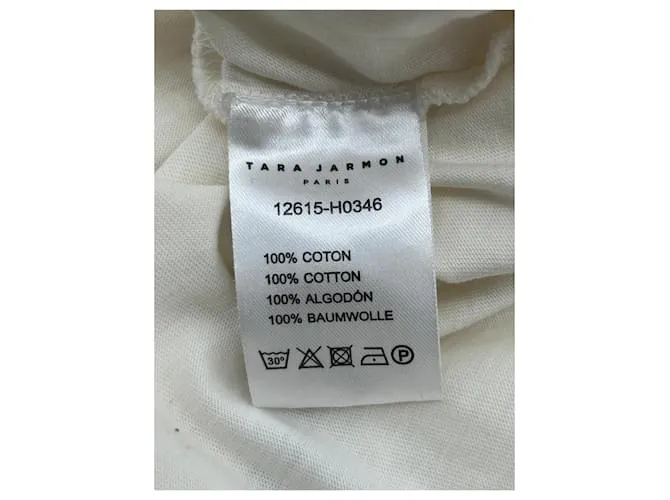 TARA JARMON
PARIS
12615-H0346
100% COTON
100% COTTON
100% ALGODÓN
100% BAUMWOLLE
30° P